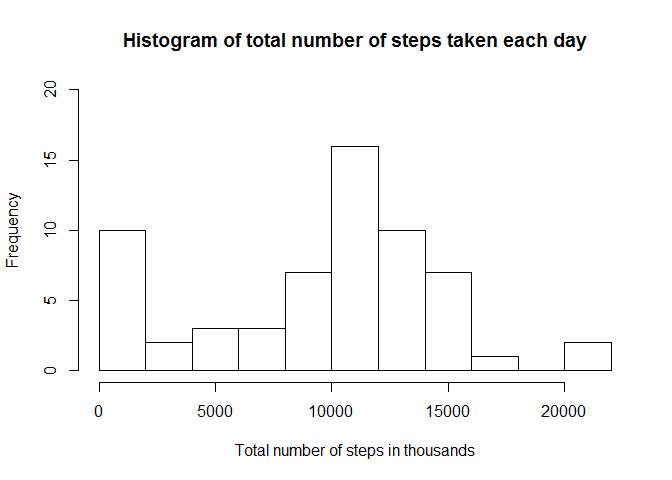 Histogram of total number of steps taken each day
Frequency
20
15
10
5
0
0 5000 10000 15000 20000
Total number of steps in thousands